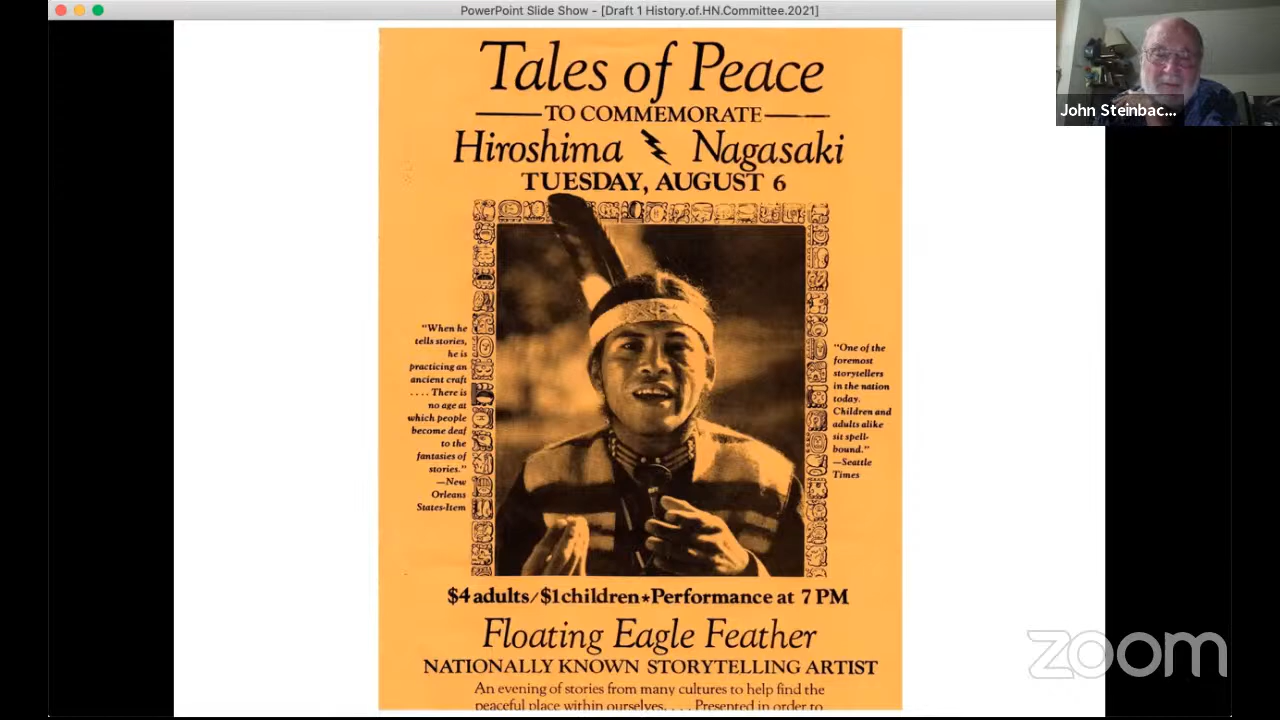 PowerPoint Slide Show - [Draft 1 History.of.HN.Committee.2021]
John Steinbac...
Tales of Peace
TO COMMEMORATE
Hiroshima Nagasaki
TUESDAY, AUGUST 6
"When he
tells stories,
he is
practicing an
ancient craft
. . . . There is
no age at
which people
become deaf
to the
fantasies of
stories."
—New
Orleans
States-Item
"One of the
foremost
storytellers
in the nation
today.
Children and
adults alike
sit spell-
bound."
—Seattle
Times
$4 adults/$1 children★Performance at 7 PM
Floating Eagle Feather
NATIONALLY KNOWN STORYTELLING ARTIST
An evening of stories from many cultures to help find the
peaceful place within ourselves. . . . Presented in order to
zoom